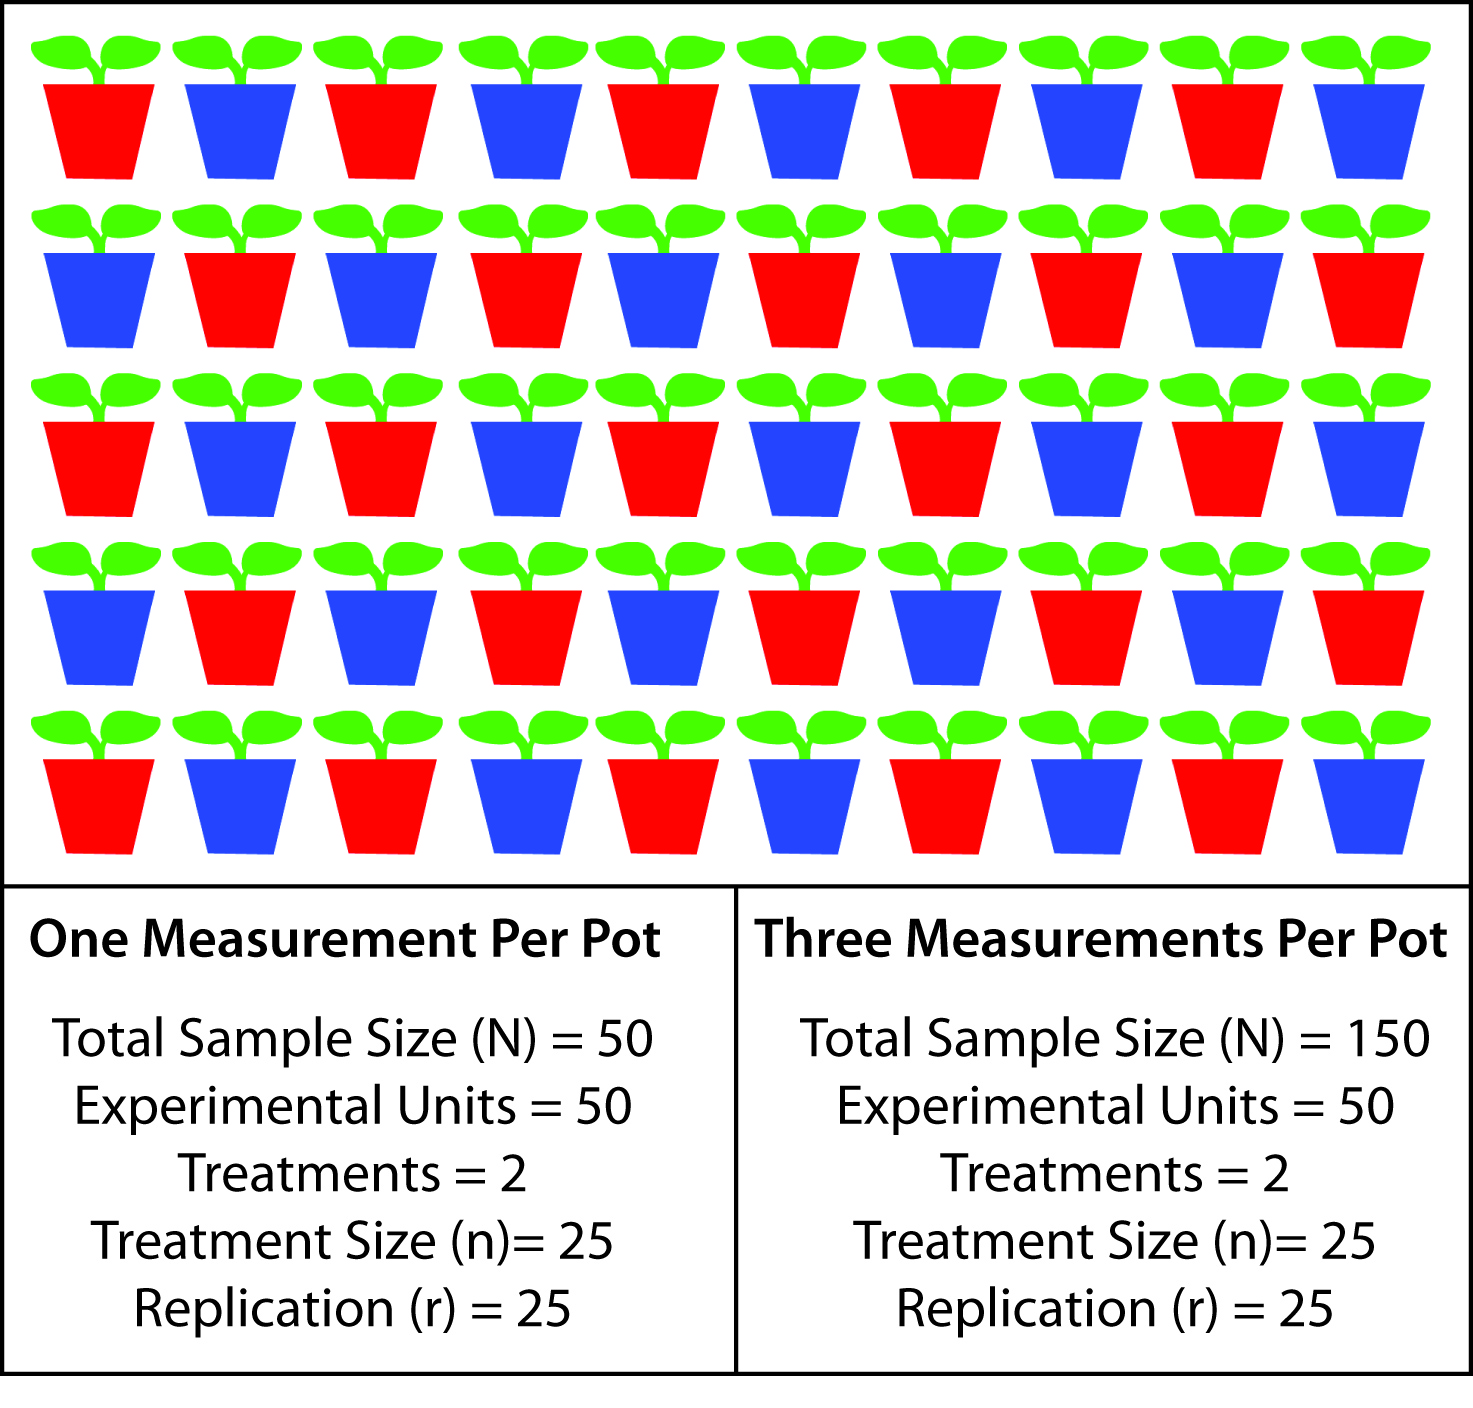 One Measurement Per Pot
Total Sample Size (N) = 50
Experimental Units = 50
Treatments = 2
Treatment Size (n)= 25
Replication (r) = 25
Three Measurements Per Pot
Total Sample Size (N) = 150
Experimental Units = 50
Treatments = 2
Treatment Size (n)= 25
Replication (r) = 25